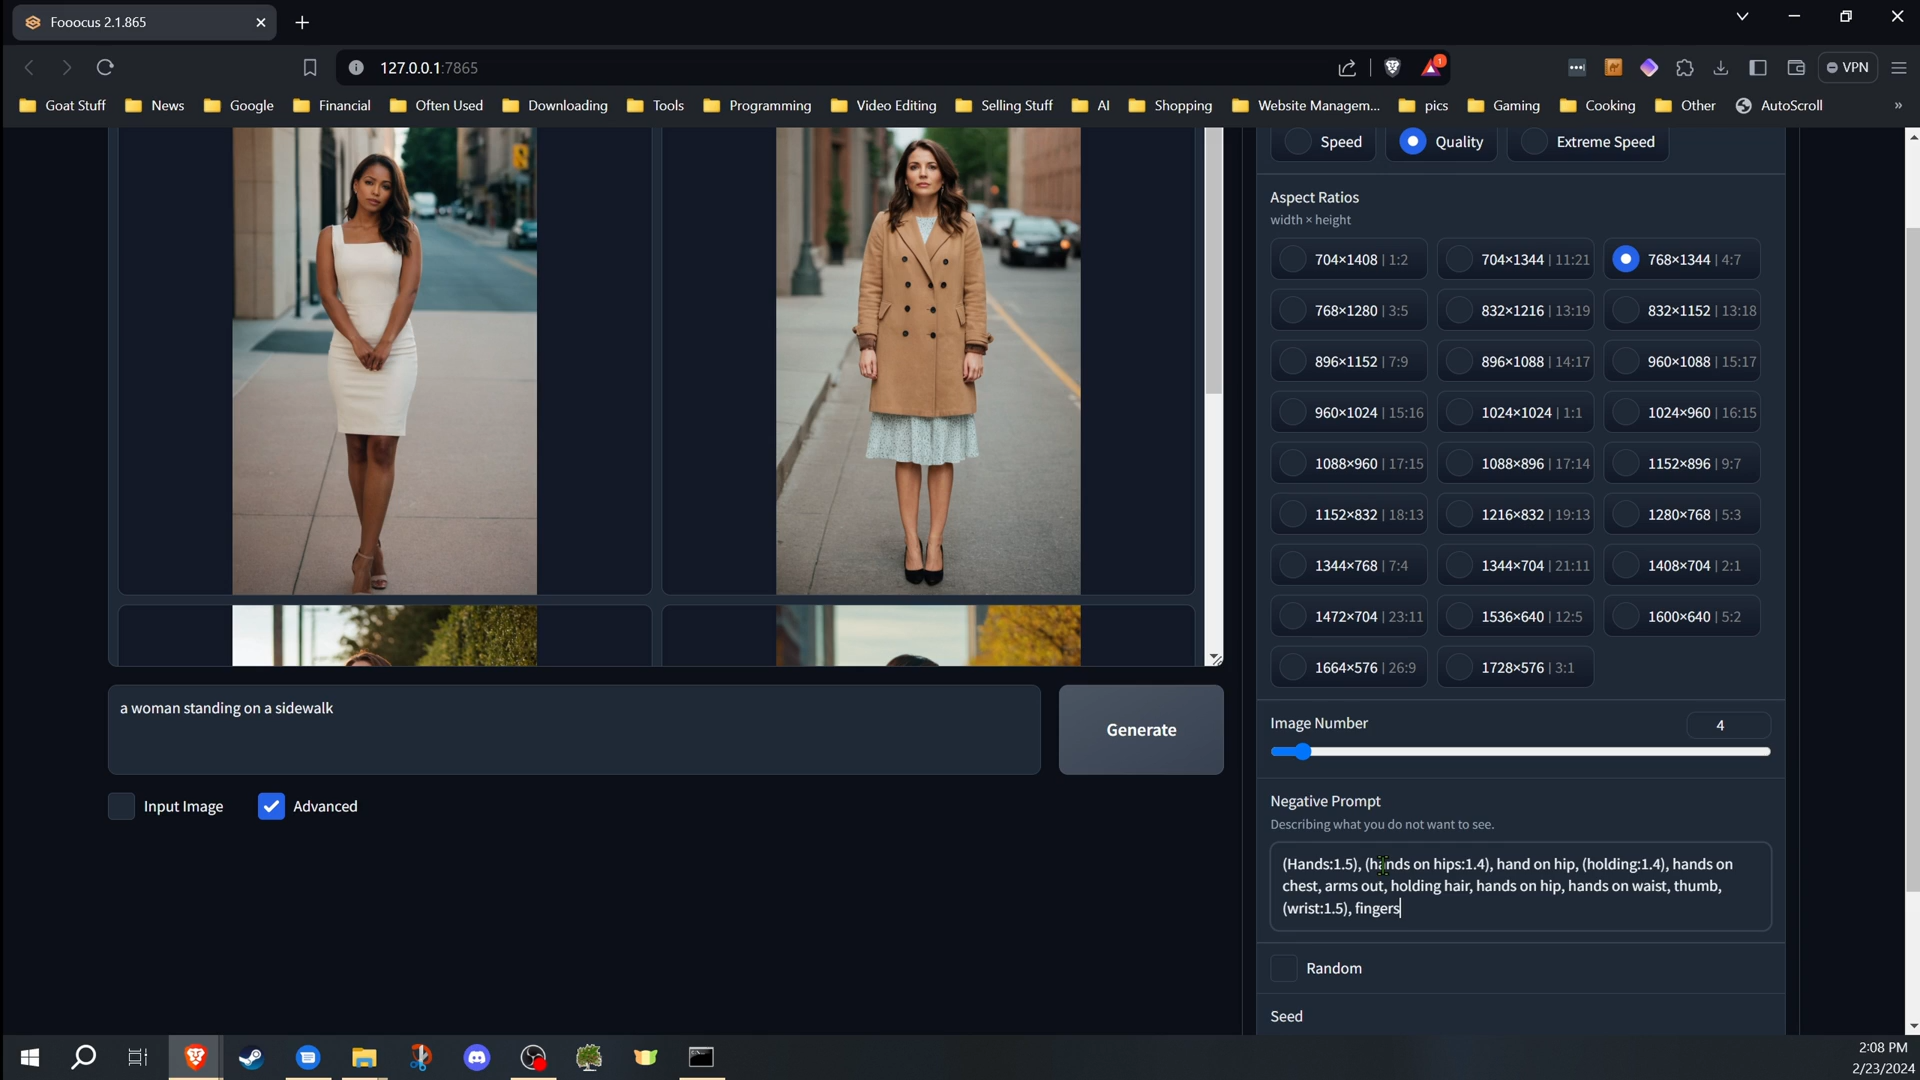 Fooocus 2.1.865
127.0.0.1:7865
1
VPN
Goat Stuff
News
Google
Financial
Often Used
Downloading
Tools
Programming
Video Editing
Selling Stuff
AI
Shopping
Website Managem...
pics
Gaming
Cooking
Other
AutoScroll
»
Speed
Quality
Extreme Speed
Aspect Ratios
width × height
704×1408 | 1:2
704×1344 | 11:21
768×1344 | 4:7
768×1280 | 3:5
832×1216 | 13:19
832×1152 | 13:18
896×1152 | 7:9
896×1088 | 14:17
960×1088 | 15:17
960×1024 | 15:16
1024×1024 | 1:1
1024×960 | 16:15
1088×960 | 17:15
1088×896 | 17:14
1152×896 | 9:7
1152×832 | 18:13
1216×832 | 19:13
1280×768 | 5:3
1344×768 | 7:4
1344×704 | 21:11
1408×704 | 2:1
1472×704 | 23:11
1536×640 | 12:5
1600×640 | 5:2
1664×576 | 26:9
1728×576 | 3:1
a woman standing on a sidewalk
Generate
Input Image
Advanced
Image Number
4
Negative Prompt
Describing what you do not want to see.
(Hands:1.5), (hands on hips:1.4), hand on hip, (holding:1.4), hands on
chest, arms out, holding hair, hands on hip, hands on waist, thumb,
(wrist:1.5), fingers
Random
Seed
2:08 PM
2/23/2024